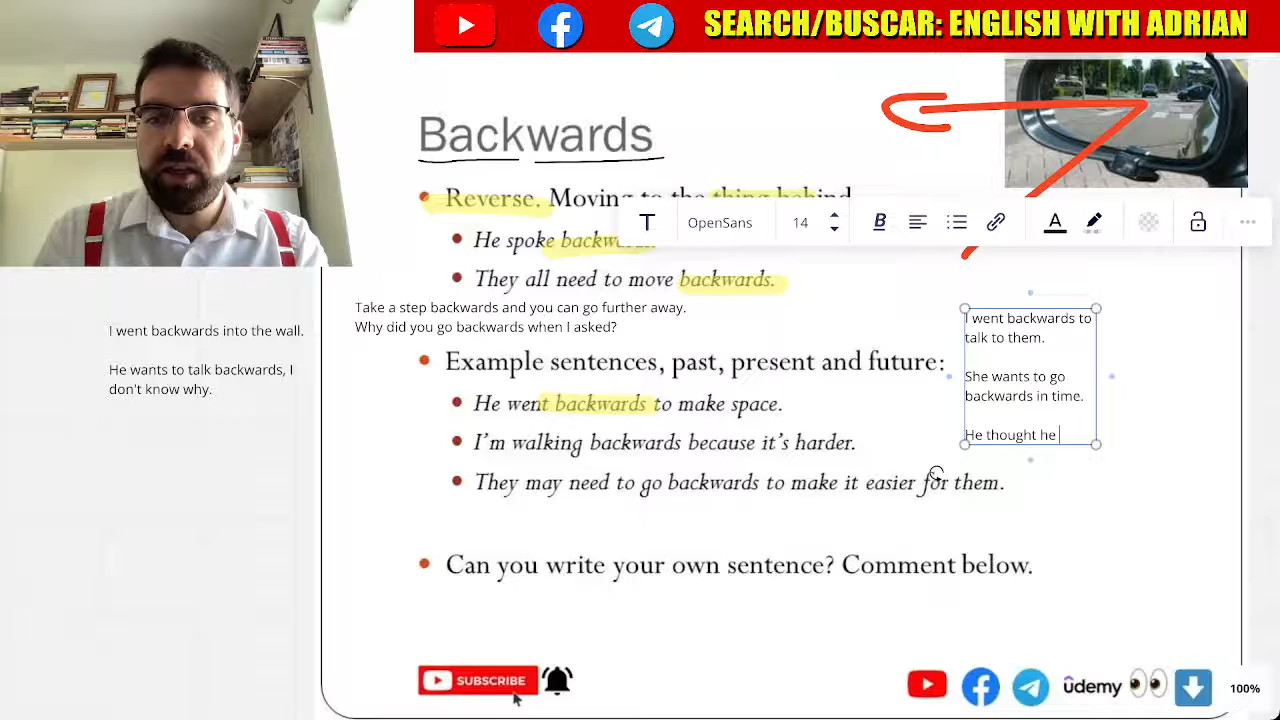 SEARCH/BUSCAR: ENGLISH WITH ADRIAN
Backwards
Reverse. Moving to the thing behind
OpenSans 14 B A
He spoke backwards.
They all need to move backwards.
Take a step backwards and you can go further away.
Why did you go backwards when I asked?
I went backwards into the wall.
He wants to talk backwards, I
don't know why.
I went backwards to
talk to them.
She wants to go
backwards in time.
He thought he
Example sentences, past, present and future:
He went backwards to make space.
I'm walking backwards because it's harder.
They may need to go backwards to make it easier for them.
Can you write your own sentence? Comment below.
SUBSCRIBE
ûdemy
100%